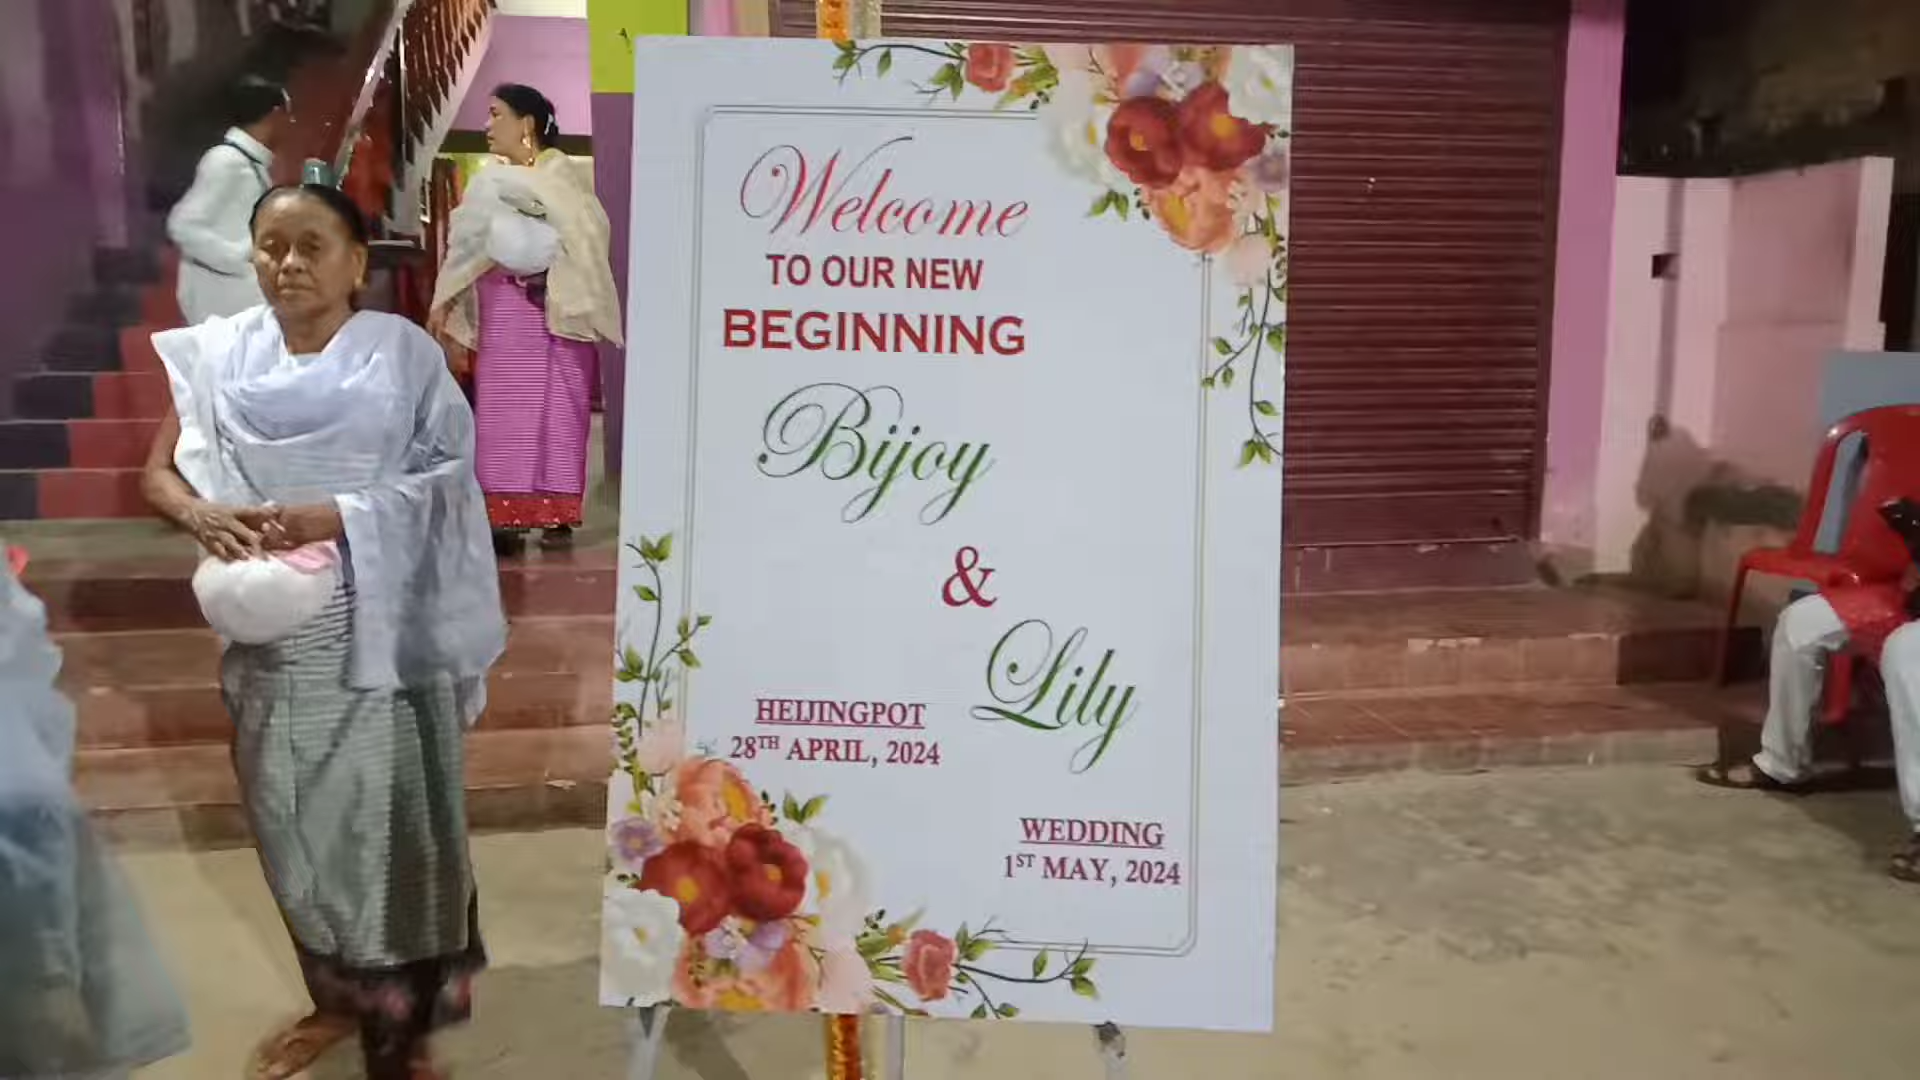 Welcome
TO OUR NEW
BEGINNING
Bijoy
&
Lily
HEIJINGPOT
28TH APRIL, 2024
WEDDING
1ST MAY, 2024